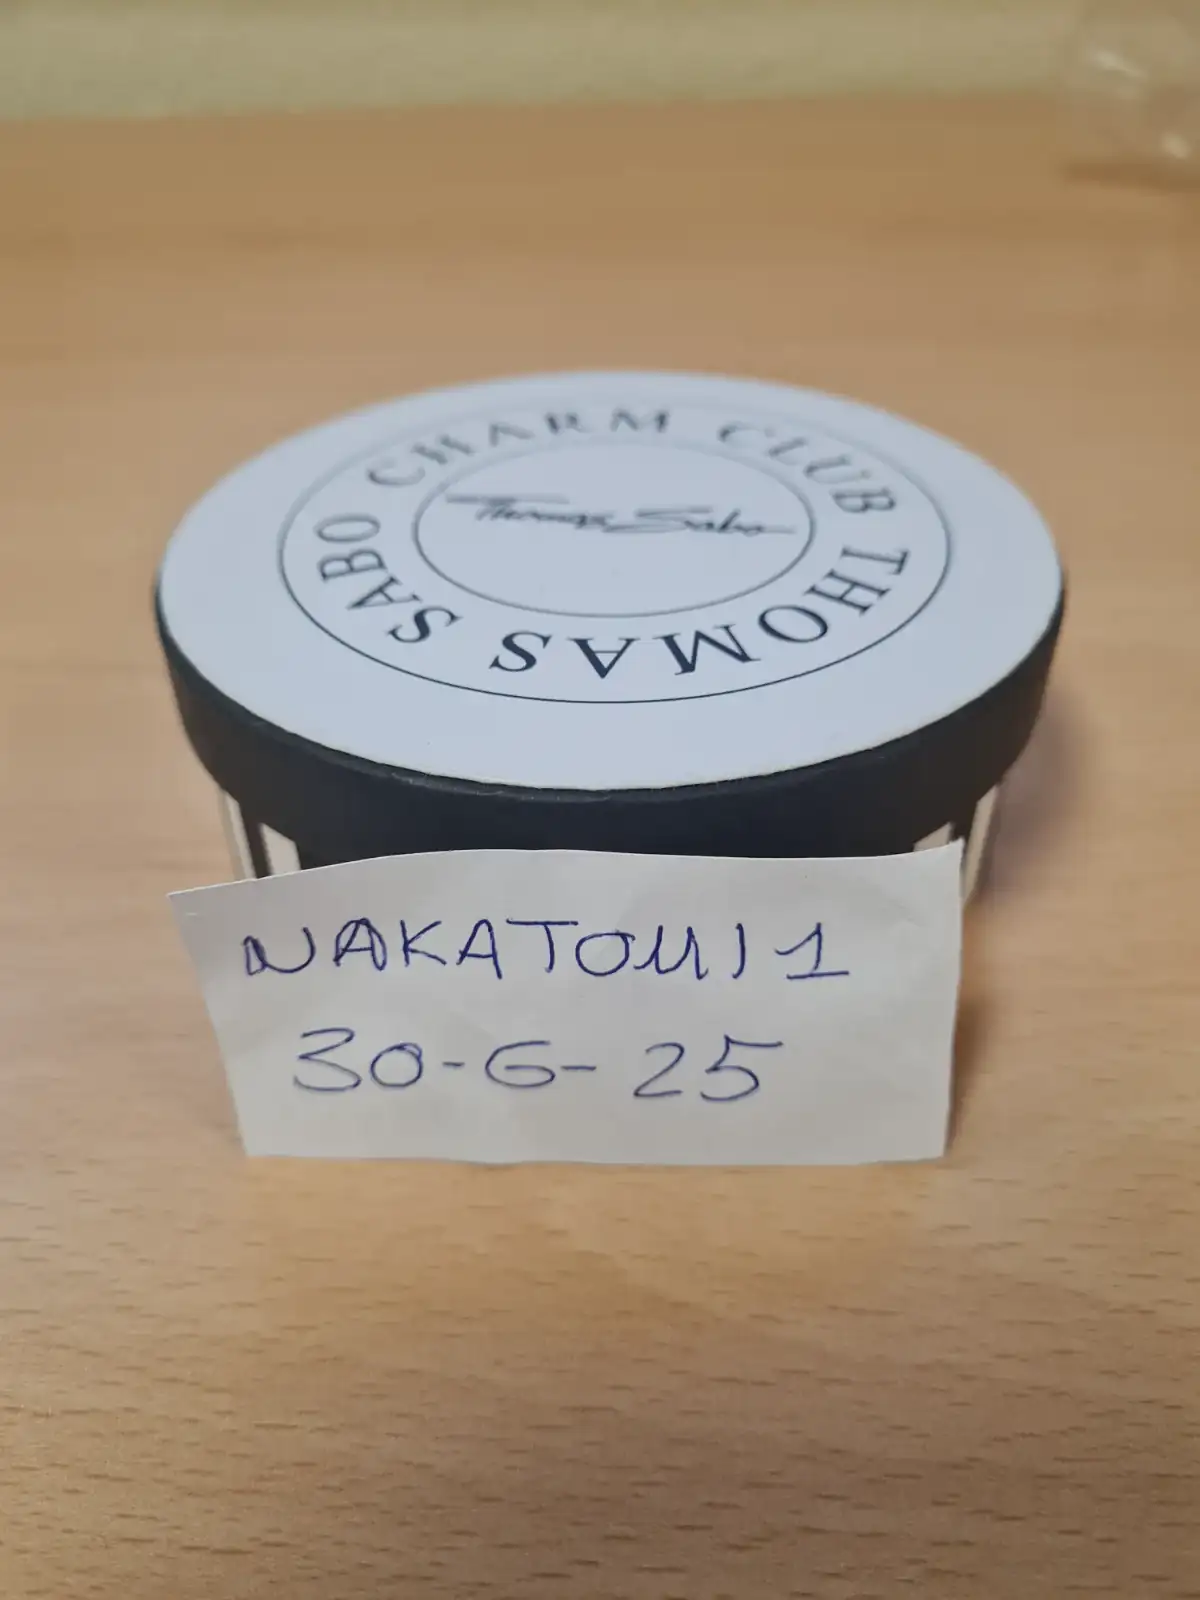 THOMAS SABO CHARM CLUB
Thomas Sabo
NAKATOMI1
30-6-25